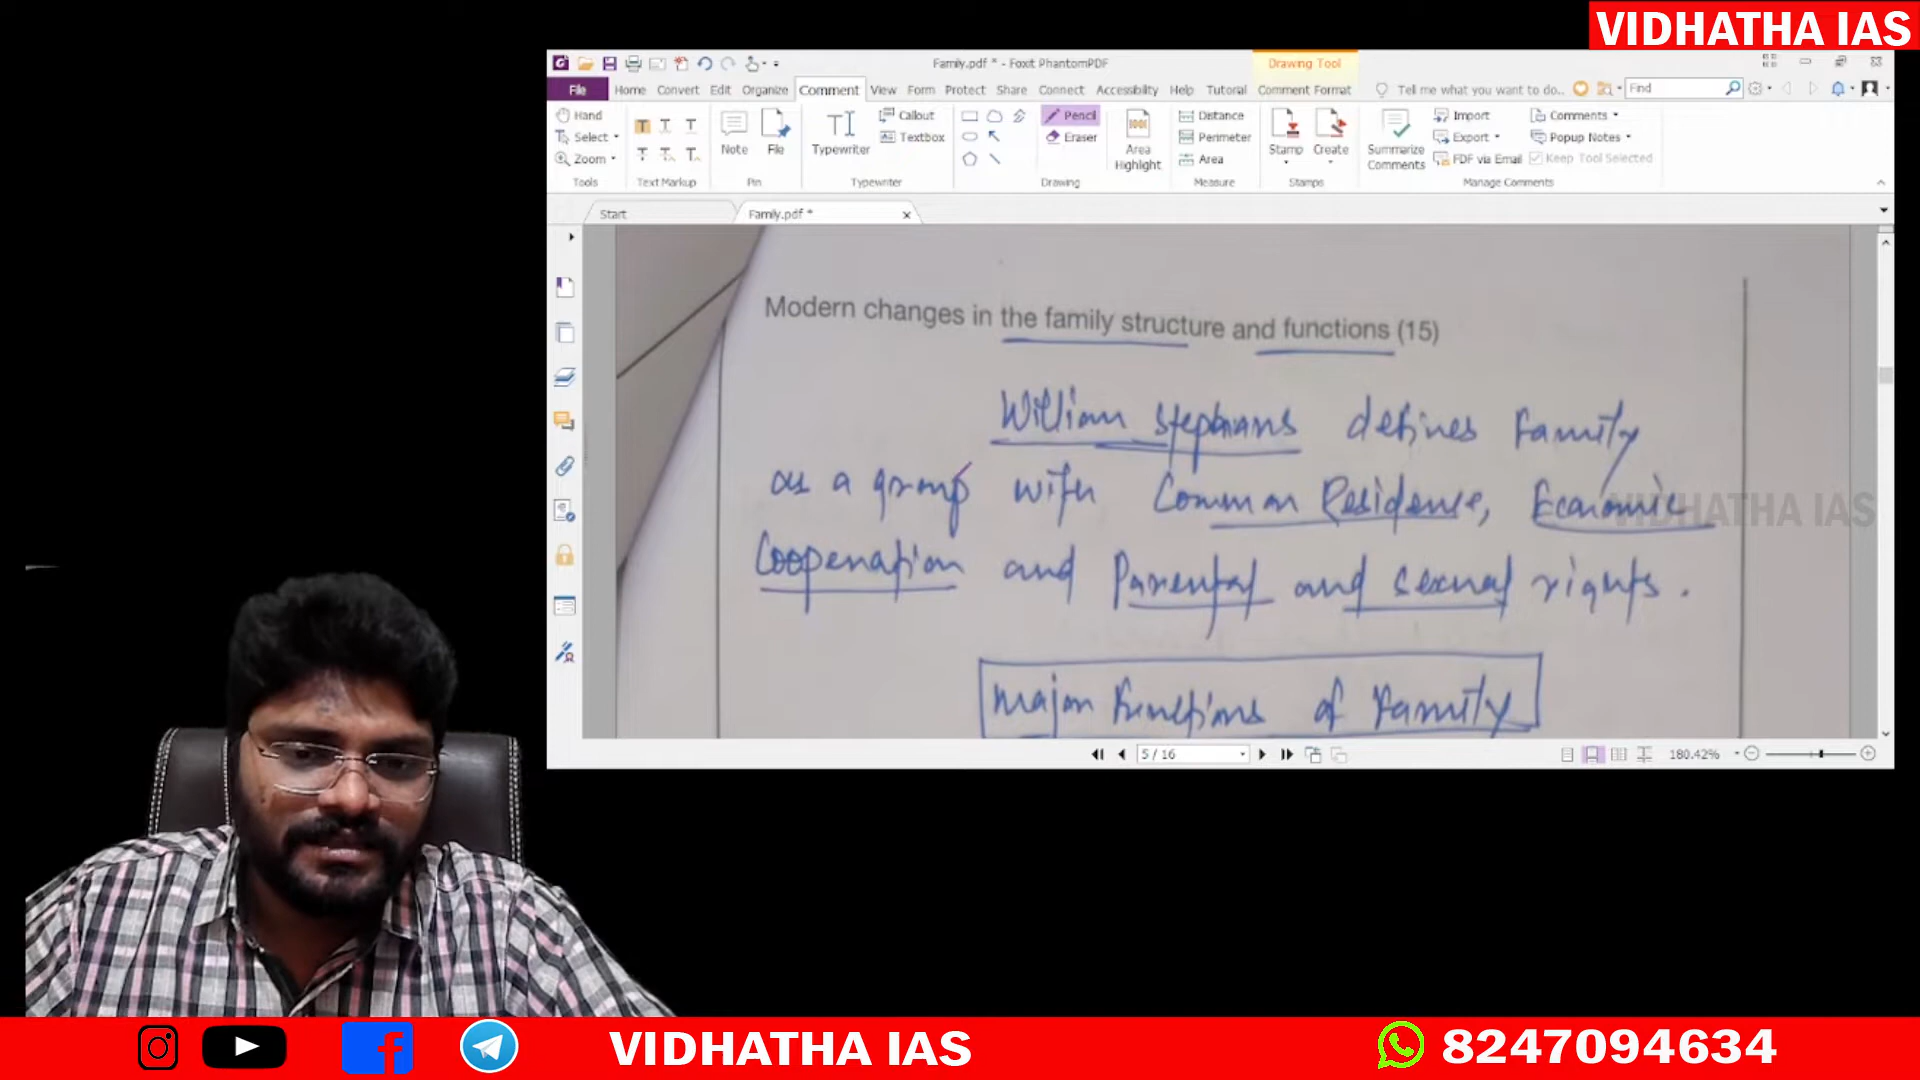 VIDHATHA IAS
Family.pdf * - Foxit PhantomPDF
Drawing Tool
File Home Convert Edit Organize Comment View Form Protect Share Connect Accessibility Help Tutorial Comment Format Tell me what you want to do.. Find
Hand
Select
Zoom
Tools
Text Markup
Note
File
Pin
Typewriter
Callout
Textbox
Typewriter
Pencil
Eraser
Drawing
Area
Highlight
Distance
Perimeter
Area
Measure
Stamp
Create
Stamps
Summarize
Comments
Import
Export
FDF via Email
Comments
Popup Notes
Keep Tool Selected
Manage Comments
Start
Family.pdf *
Modern changes in the family structure and functions (15)
William Stephans defines Family
as a group with Common Residence, Economic
Cooperation and Parental and sexual rights.
Major Functions of Family
VIDHATHA IAS
5 / 16
180.42%
VIDHATHA IAS
8247094634